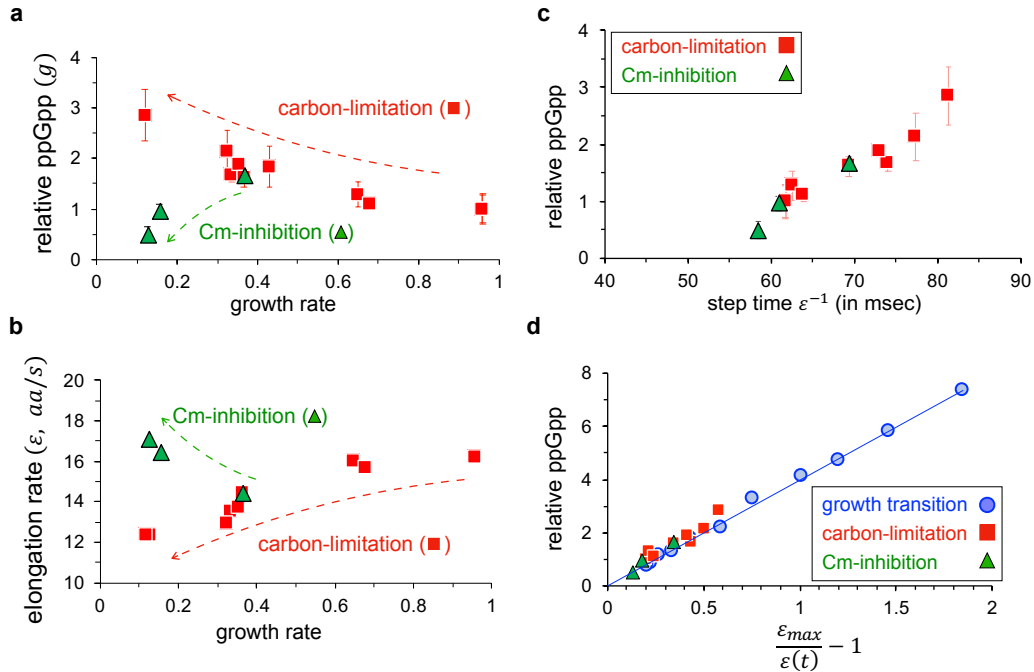 a
relative ppGpp (g)
4
3
2
1
0
carbon-limitation (■)
Cm-inhibition (▲)
0
0.2
0.4
0.6
0.8
1
growth rate
b
elongation rate (ε, aa/s)
20
18
16
14
12
10
Cm-inhibition (▲)
carbon-limitation (■)
0
0.2
0.4
0.6
0.8
1
growth rate
c
relative ppGpp
4
3
2
1
0
carbon-limitation
Cm-inhibition
40
50
60
70
80
90
step time ε⁻¹ (in msec)
d
relative ppGpp
8
6
4
2
0
growth transition
carbon-limitation
Cm-inhibition
0
0.5
1
1.5
2
ε_max / ε(t) − 1